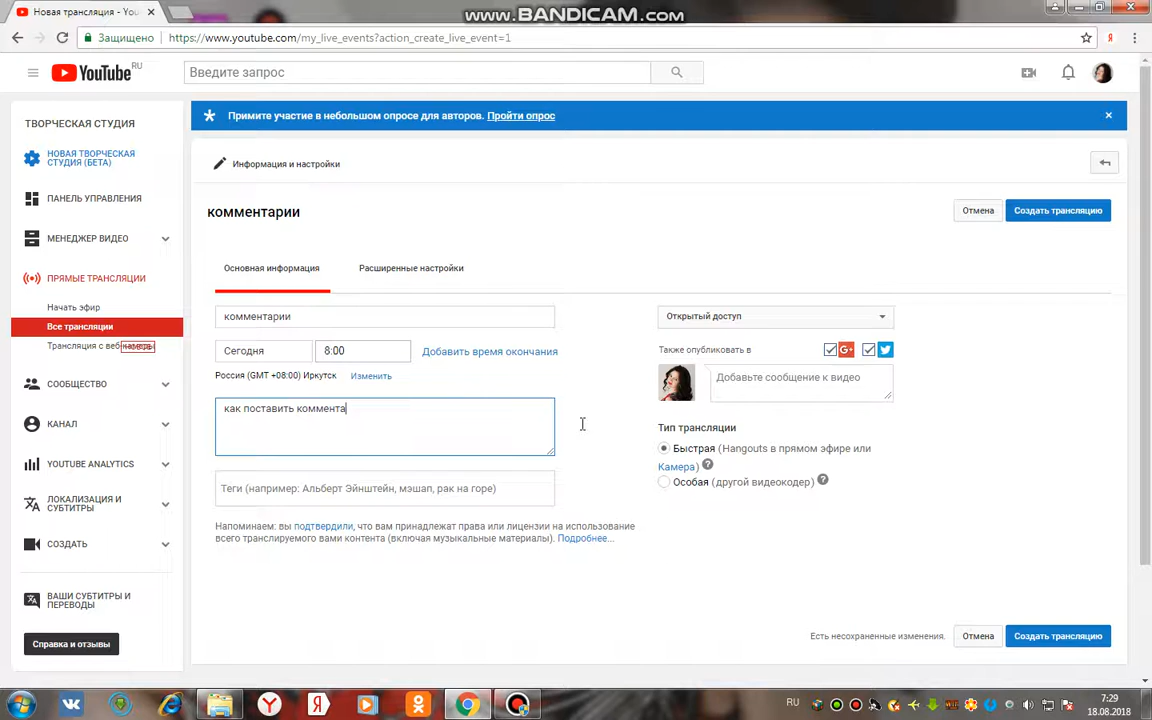 Новая трансляция - You
www.BANDICAM.com
Защищено
https://www.youtube.com/my_live_events?action_create_live_event=1
YouTube RU
Введите запрос
ТВОРЧЕСКАЯ СТУДИЯ
НОВАЯ ТВОРЧЕСКАЯ
СТУДИЯ (БЕТА)
ПАНЕЛЬ УПРАВЛЕНИЯ
МЕНЕДЖЕР ВИДЕО
ПРЯМЫЕ ТРАНСЛЯЦИИ
Начать эфир
Все трансляции
Трансляция с веб-камеры
СООБЩЕСТВО
КАНАЛ
YOUTUBE ANALYTICS
ЛОКАЛИЗАЦИЯ И
СУБТИТРЫ
СОЗДАТЬ
ВАШИ СУБТИТРЫ И
ПЕРЕВОДЫ
Справка и отзывы
Примите участие в небольшом опросе для авторов. Пройти опрос
Информация и настройки
комментарии
Отмена
Создать трансляцию
Основная информация
Расширенные настройки
комментарии
Сегодня
8:00
Добавить время окончания
Россия (GMT +08:00) Иркутск
Изменить
как поставить коммента
Теги (например: Альберт Эйнштейн, мэшап, рак на горе)
Напоминаем: вы подтвердили, что вам принадлежат права или лицензии на использование
всего транслируемого вами контента (включая музыкальные материалы). Подробнее...
Открытый доступ
Также опубликовать в
G+
Добавьте сообщение к видео
Тип трансляции
Быстрая (Hangouts в прямом эфире или
Камера) ?
Особая (другой видеокодер) ?
Есть несохраненные изменения.
Отмена
Создать трансляцию
RU
7:29
18.08.2018